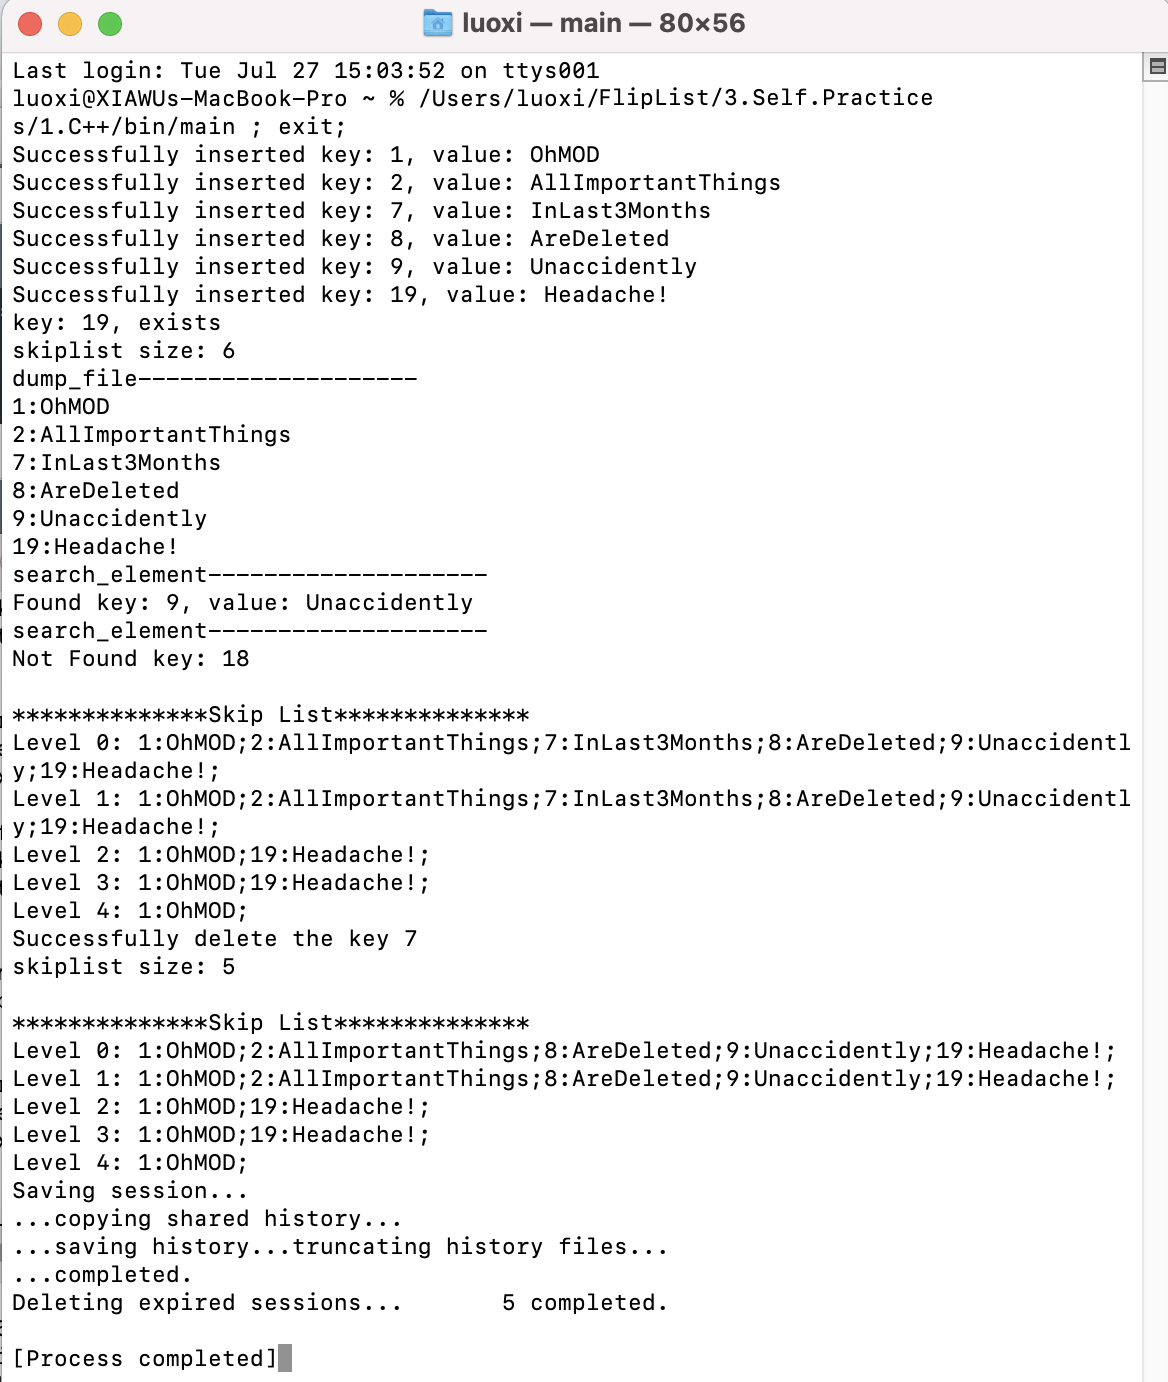 luoxi — main — 80×56
Last login: Tue Jul 27 15:03:52 on ttys001
luoxi@XIAWUs-MacBook-Pro ~ % /Users/luoxi/FlipList/3.Self.Practice
s/1.C++/bin/main ; exit;
Successfully inserted key: 1, value: OhMOD
Successfully inserted key: 2, value: AllImportantThings
Successfully inserted key: 7, value: InLast3Months
Successfully inserted key: 8, value: AreDeleted
Successfully inserted key: 9, value: Unaccidently
Successfully inserted key: 19, value: Headache!
key: 19, exists
skiplist size: 6
dump_file--------------------
1:OhMOD
2:AllImportantThings
7:InLast3Months
8:AreDeleted
9:Unaccidently
19:Headache!
search_element--------------------
Found key: 9, value: Unaccidently
search_element--------------------
Not Found key: 18
**************Skip List**************
Level 0: 1:OhMOD;2:AllImportantThings;7:InLast3Months;8:AreDeleted;9:Unaccidentl
y;19:Headache!;
Level 1: 1:OhMOD;2:AllImportantThings;7:InLast3Months;8:AreDeleted;9:Unaccidentl
y;19:Headache!;
Level 2: 1:OhMOD;19:Headache!;
Level 3: 1:OhMOD;19:Headache!;
Level 4: 1:OhMOD;
Successfully delete the key 7
skiplist size: 5
**************Skip List**************
Level 0: 1:OhMOD;2:AllImportantThings;8:AreDeleted;9:Unaccidently;19:Headache!;
Level 1: 1:OhMOD;2:AllImportantThings;8:AreDeleted;9:Unaccidently;19:Headache!;
Level 2: 1:OhMOD;19:Headache!;
Level 3: 1:OhMOD;19:Headache!;
Level 4: 1:OhMOD;
Saving session...
...copying shared history...
...saving history...truncating history files...
...completed.
Deleting expired sessions...       5 completed.
[Process completed]